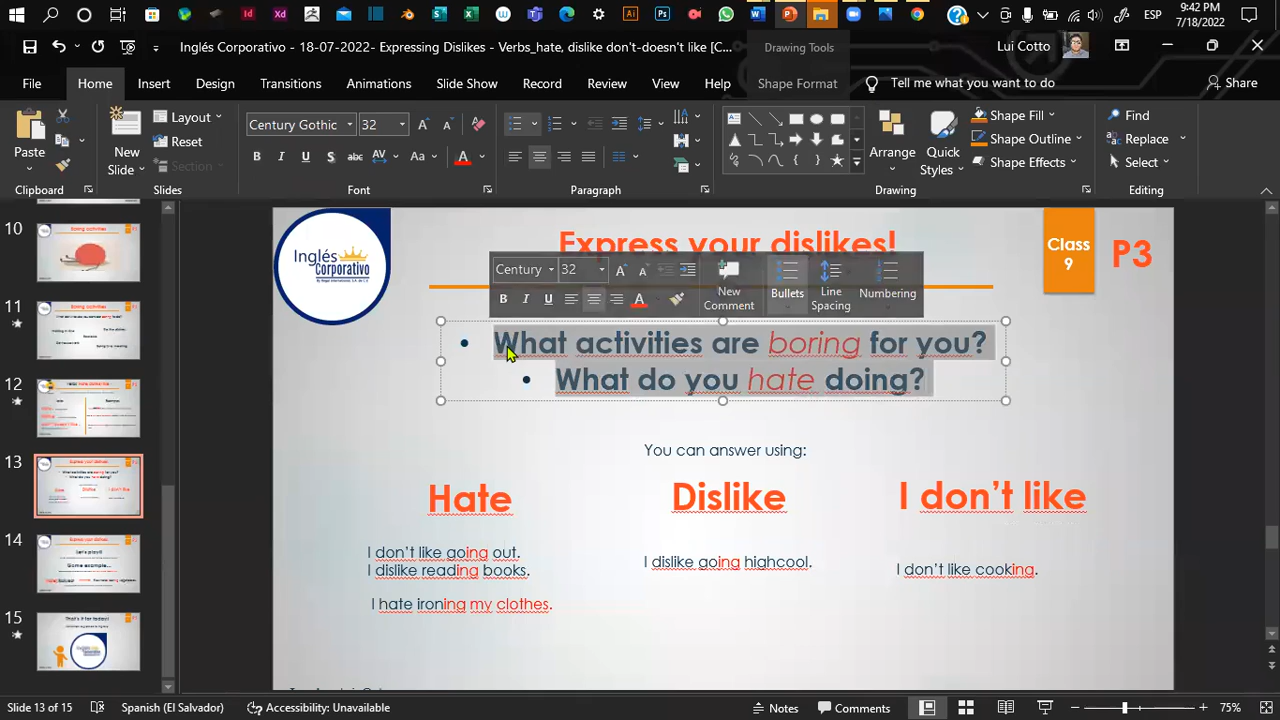 9:42 PM
ESP
7/18/2022
Inglés Corporativo - 18-07-2022- Expressing Dislikes - Verbs_hate, dislike don't-doesn't like [C...
Drawing Tools
Lui Cotto
File
Home
Insert
Design
Transitions
Animations
Slide Show
Record
Review
View
Help
Shape Format
Tell me what you want to do
Share
Paste
New
Slide
Layout
Reset
Section
Century Gothic
32
Arrange
Quick
Styles
Shape Fill
Shape Outline
Shape Effects
Find
Replace
Select
Clipboard
Slides
Font
Paragraph
Drawing
Editing
10
11
12
13
14
15
Inglés
Corporativo
Express your dislikes!
Class
9
P3
Century
32
New
Comment
Bullets
Line
Spacing
Numbering
• What activities are boring for you?
• What do you hate doing?
You can answer using:
Hate
Dislike
I don't like
I don't like going out.
I dislike reading books.
I hate ironing my clothes.
I dislike going highcool.
I don't like cooking.
Slide 13 of 15
Spanish (El Salvador)
Accessibility: Unavailable
Notes
Comments
75%